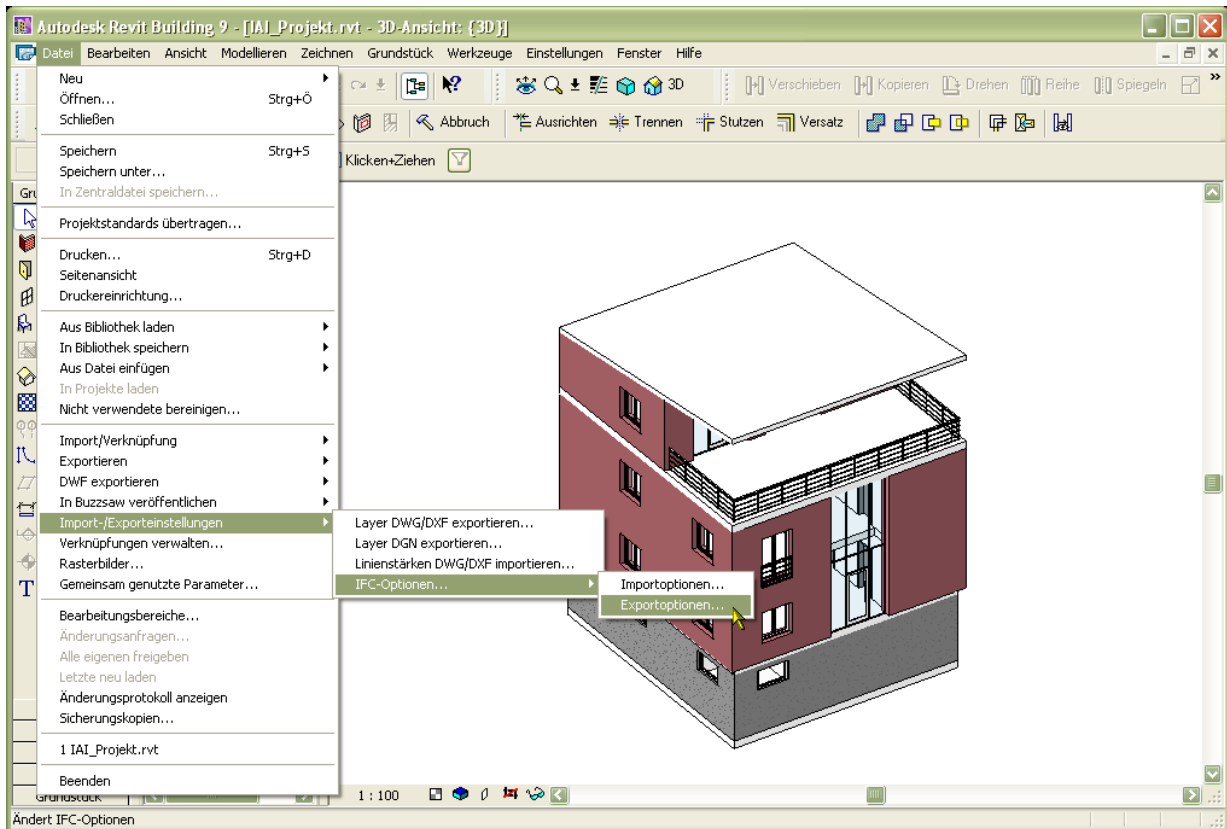 Autodesk Revit Building 9 - [IAI_Projekt.rvt - 3D-Ansicht: {3D}]
Datei Bearbeiten Ansicht Modellieren Zeichnen Grundstück Werkzeuge Einstellungen Fenster Hilfe
3D Verschieben Kopieren Drehen Reihe Spiegeln
Abbruch Ausrichten Trennen Stutzen Versatz
Klicken+Ziehen
Neu
Öffnen... Strg+Ö
Schließen
Speichern Strg+S
Speichern unter...
In Zentraldatei speichern...
Projektstandards übertragen...
Drucken... Strg+D
Seitenansicht
Druckereinrichtung...
Aus Bibliothek laden
In Bibliothek speichern
Aus Datei einfügen
In Projekte laden
Nicht verwendete bereinigen...
Import/Verknüpfung
Exportieren
DWF exportieren
In Buzzsaw veröffentlichen
Import-/Exporteinstellungen
Verknüpfungen verwalten...
Rasterbilder...
Gemeinsam genutzte Parameter...
Bearbeitungsbereiche...
Änderungsanfragen...
Alle eigenen freigeben
Letzte neu laden
Änderungsprotokoll anzeigen
Sicherungskopien...
1 IAI_Projekt.rvt
Beenden
Layer DWG/DXF exportieren...
Layer DGN exportieren...
Linienstärken DWG/DXF importieren...
IFC-Optionen...
Importoptionen...
Exportoptionen...
Gru
T
Grundstück
1 : 100
Ändert IFC-Optionen